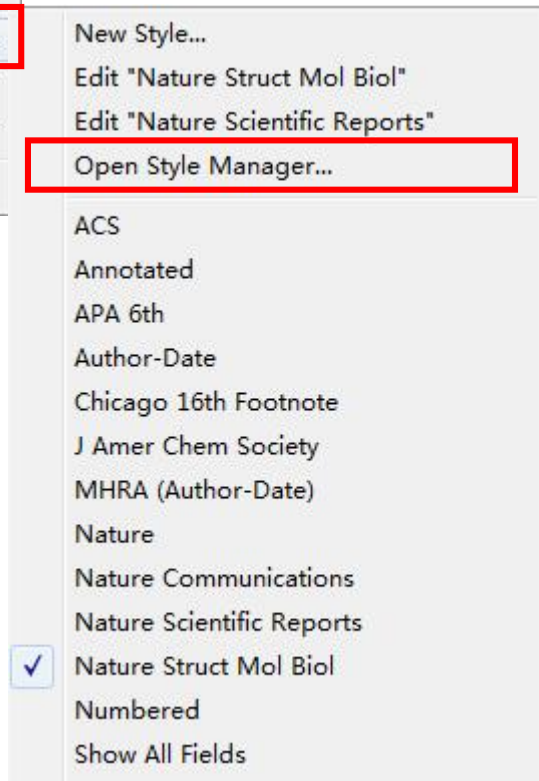 New Style...
Edit "Nature Struct Mol Biol"
Edit "Nature Scientific Reports"
Open Style Manager...
ACS
Annotated
APA 6th
Author-Date
Chicago 16th Footnote
J Amer Chem Society
MHRA (Author-Date)
Nature
Nature Communications
Nature Scientific Reports
Nature Struct Mol Biol
Numbered
Show All Fields